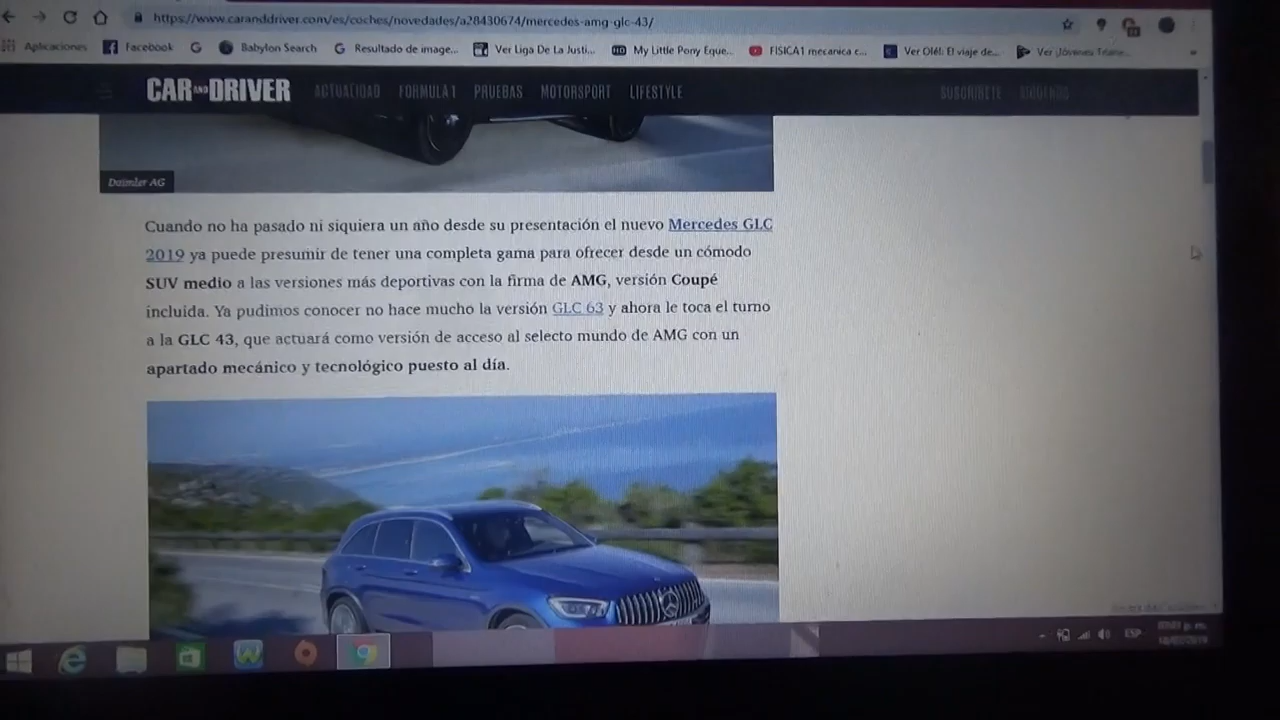 https://www.caranddriver.com/es/coches/novedades/a28430674/mercedes-amg-glc-43/
Aplicaciones Facebook Babylon Search Resultado de image... Ver Liga De La Justi... My Little Pony Eque... FISICA1 mecanica c... Ver Olé!: El viaje de... Ver Jóvenes
CAR AND DRIVER ACTUALIDAD FORMULA 1 PRUEBAS MOTORSPORT LIFESTYLE SUSCRÍBETE SÍGUENOS
Daimler AG
Cuando no ha pasado ni siquiera un año desde su presentación el nuevo Mercedes GLC
2019 ya puede presumir de tener una completa gama para ofrecer desde un cómodo
SUV medio a las versiones más deportivas con la firma de AMG, versión Coupé
incluida. Ya pudimos conocer no hace mucho la versión GLC 63 y ahora le toca el turno
a la GLC 43, que actuará como versión de acceso al selecto mundo de AMG con un
apartado mecánico y tecnológico puesto al día.
ESP